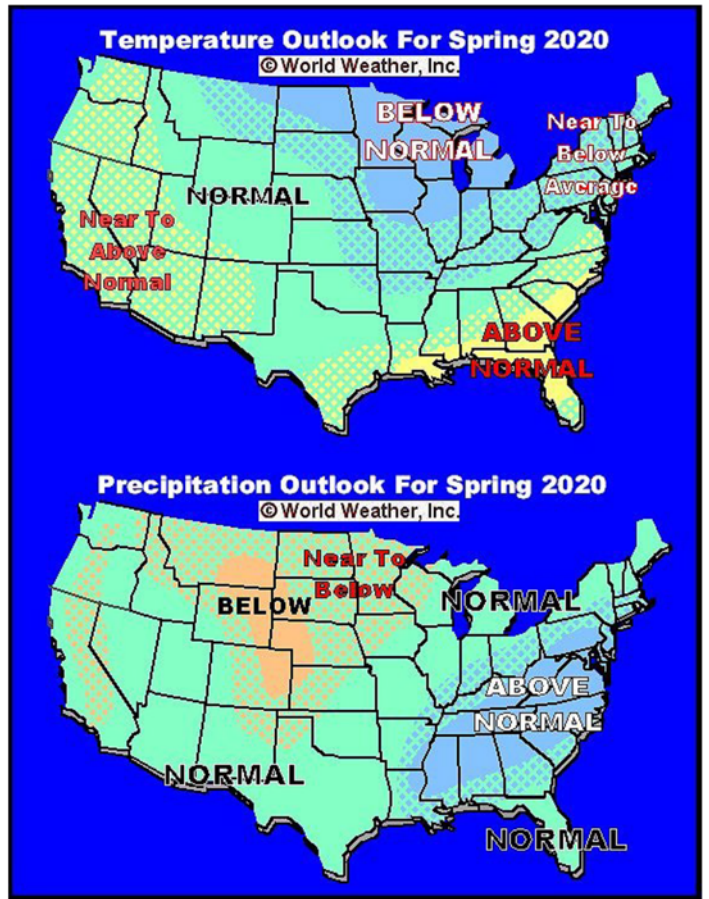 Temperature Outlook For Spring 2020
© World Weather, Inc.
BELOW
NORMAL
Near To
Below
Average
NORMAL
Near To
Above
Normal
ABOVE
NORMAL
Precipitation Outlook For Spring 2020
© World Weather, Inc.
Near To
Below
BELOW
NORMAL
ABOVE
NORMAL
NORMAL
NORMAL